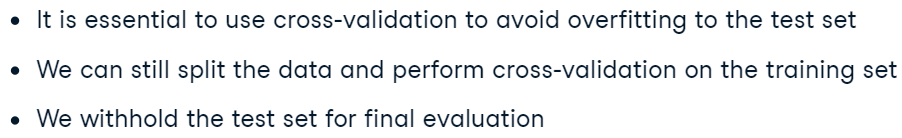 • It is essential to use cross-validation to avoid overfitting to the test set
• We can still split the data and perform cross-validation on the training set
• We withhold the test set for final evaluation